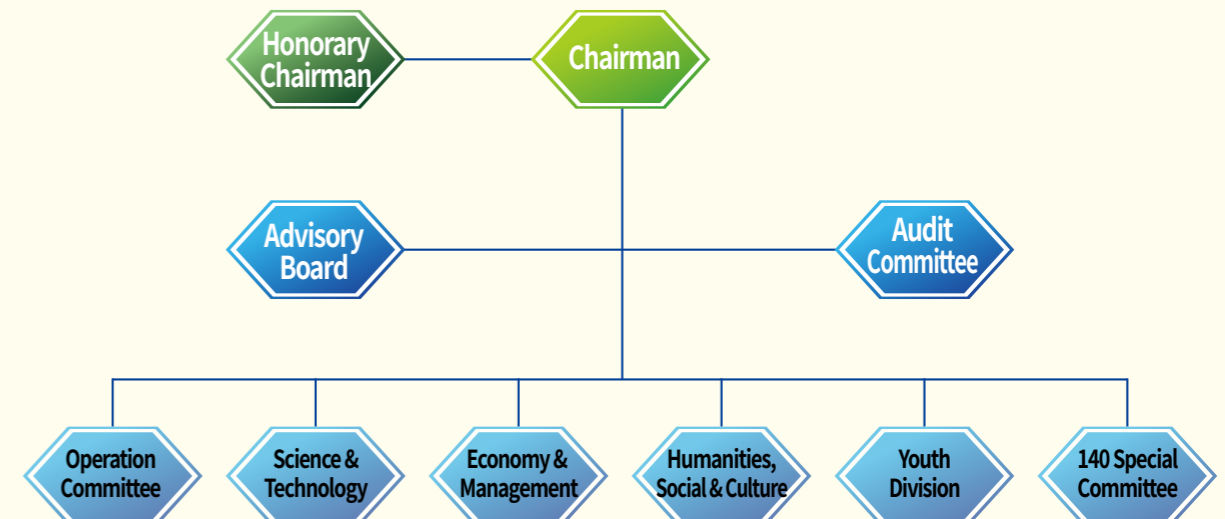 Honorary
Chairman
Chairman
Advisory
Board
Audit
Committee
Operation
Committee
Science &
Technology
Economy &
Management
Humanities,
Social & Culture
Youth
Division
140 Special
Committee